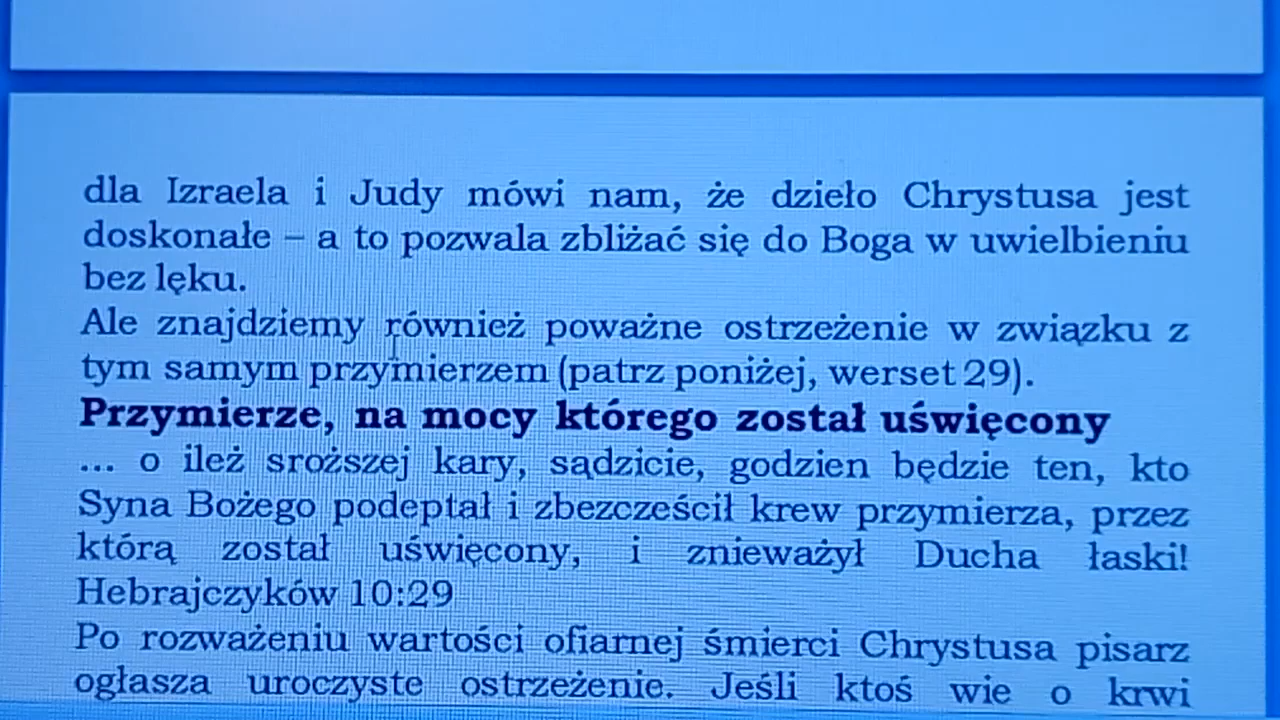 dla Izraela i Judy mówi nam, że dzieło Chrystusa jest
doskonałe – a to pozwala zbliżać się do Boga w uwielbieniu
bez lęku.
Ale znajdziemy również poważne ostrzeżenie w związku z
tym samym przymierzem (patrz poniżej, werset 29).
Przymierze, na mocy którego został uświęcony
... o ileż sroższej kary, sądzicie, godzien będzie ten, kto
Syna Bożego podeptał i zbezcześcił krew przymierza, przez
którą został uświęcony, i znieważył Ducha łaski!
Hebrajczyków 10:29
Po rozważeniu wartości ofiarnej śmierci Chrystusa pisarz
ogłasza uroczyste ostrzeżenie. Jeśli ktoś wie o krwi